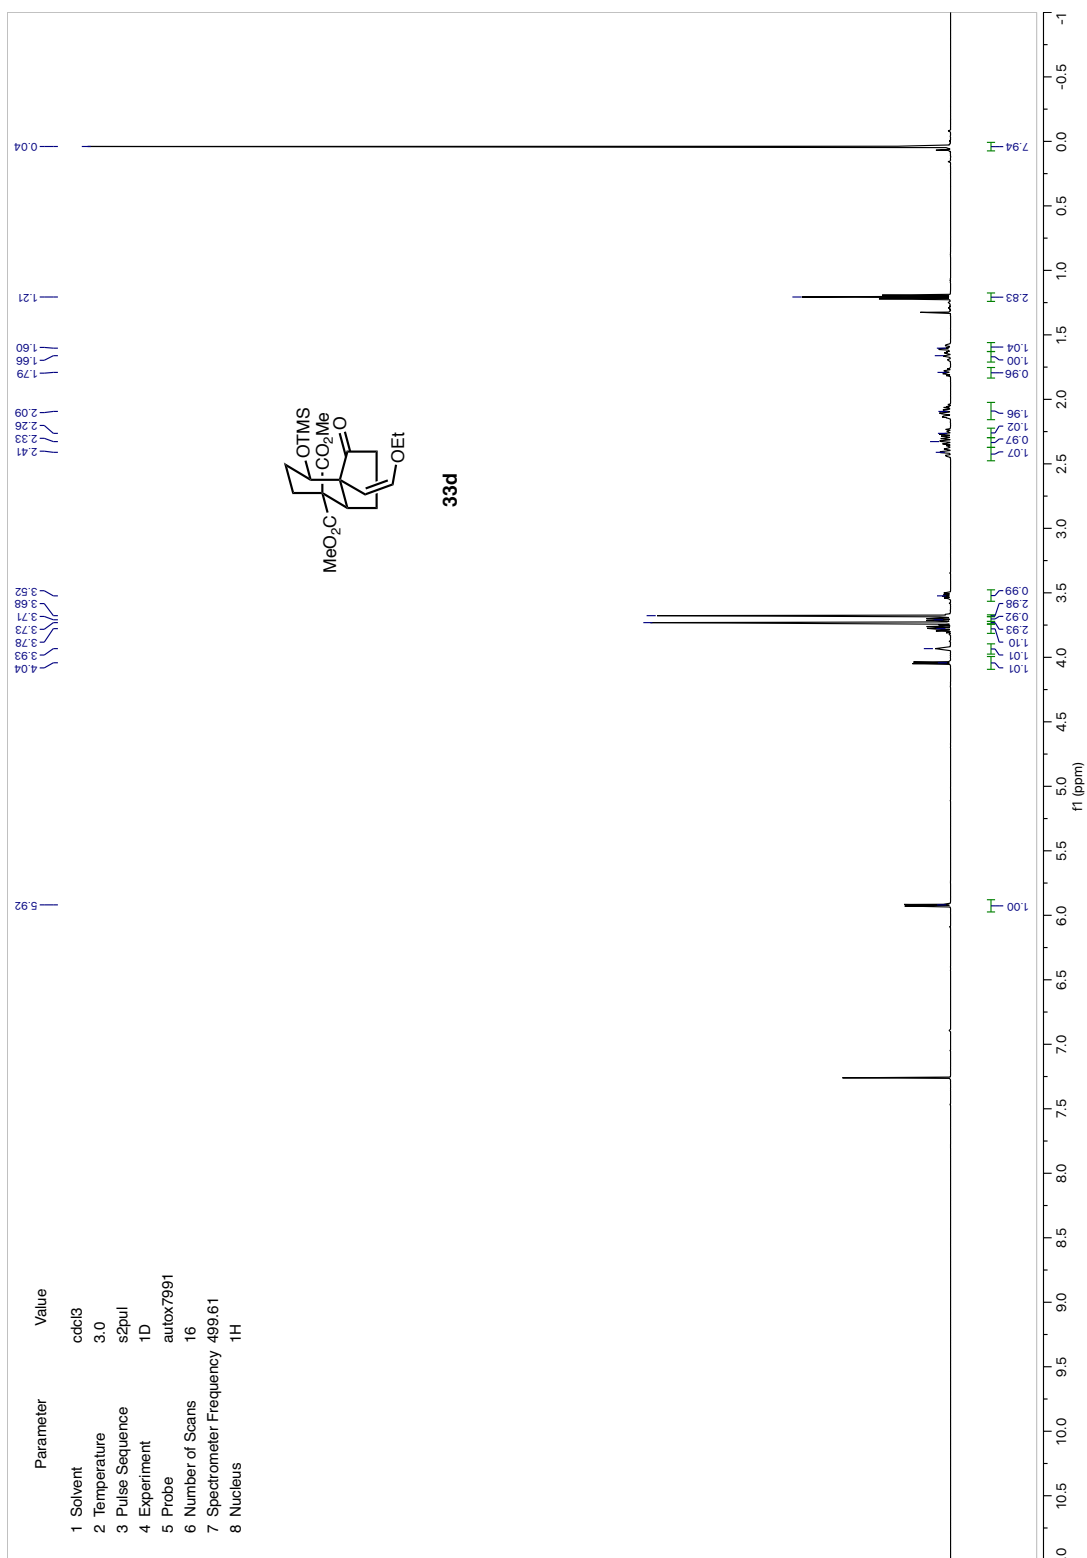 Parameter Value
1 Solvent cdcl3
2 Temperature 3.0
3 Pulse Sequence s2pul
4 Experiment 1D
5 Probe autox7991
6 Number of Scans 16
7 Spectrometer Frequency 499.61
8 Nucleus 1H
5.92
4.04
3.93
3.78
3.73
3.71
3.68
3.52
2.41
2.33
2.26
2.09
1.79
1.66
1.60
1.21
0.04
OTMS
CO2Me
MeO2C
O
OEt
33d
1.00
1.01
1.01
1.10
2.93
0.92
2.98
0.99
1.07
0.97
1.02
1.96
0.96
1.00
1.04
2.83
7.94
0 10.5 10.0 9.5 9.0 8.5 8.0 7.5 7.0 6.5 6.0 5.5 5.0 4.5 4.0 3.5 3.0 2.5 2.0 1.5 1.0 0.5 0.0 -0.5 -1
f1 (ppm)